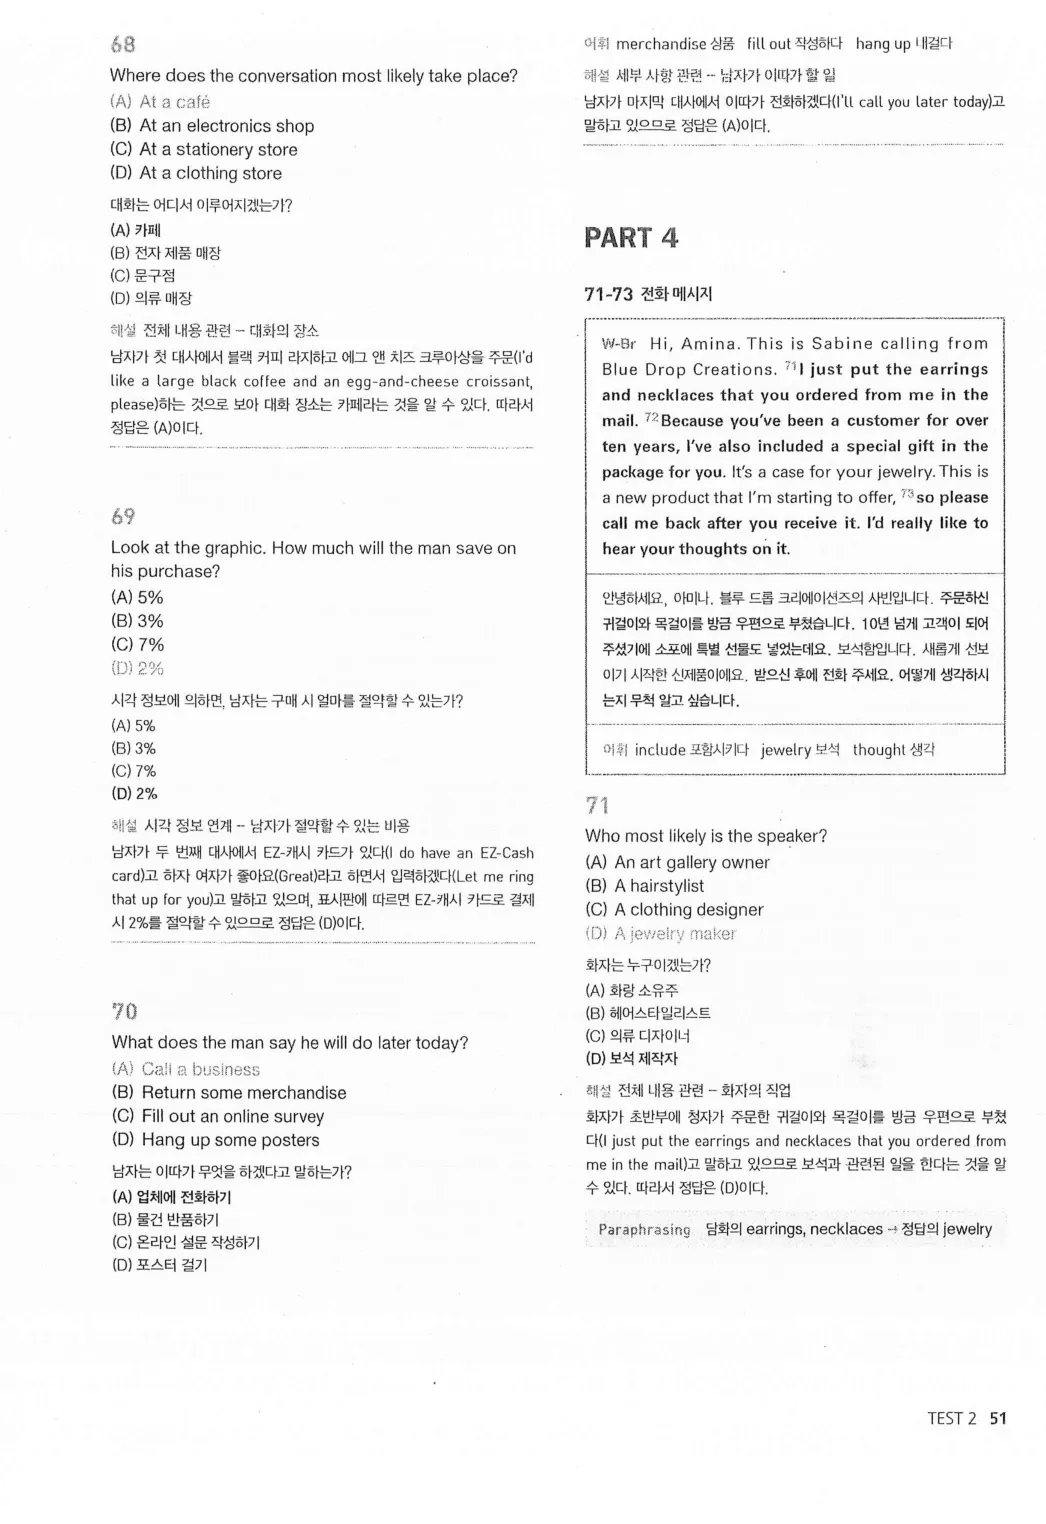 68
Where does the conversation most likely take place?
(A) At a café
(B) At an electronics shop
(C) At a stationery store
(D) At a clothing store
대화는 어디서 이루어지겠는가?
(A) 카페
(B) 전자 제품 매장
(C) 문구점
(D) 의류 매장
해설 전체 내용 관련 – 대화의 장소
남자가 첫 대사에서 블랙 커피 라지하고 에그 앤 치즈 크루아상을 주문(I'd
like a large black coffee and an egg-and-cheese croissant,
please)하는 것으로 보아 대화 장소는 카페라는 것을 알 수 있다. 따라서
정답은 (A)이다.
69
Look at the graphic. How much will the man save on
his purchase?
(A) 5%
(B) 3%
(C) 7%
(D) 2%
시각 정보에 의하면, 남자는 구매 시 얼마를 절약할 수 있는가?
(A) 5%
(B) 3%
(C) 7%
(D) 2%
해설 시각 정보 연계 – 남자가 절약할 수 있는 비용
남자가 두 번째 대사에서 EZ-캐시 카드가 있다(I do have an EZ-Cash
card)고 하자 여자가 좋아요(Great)라고 하면서 입력하겠다(Let me ring
that up for you)고 말하고 있으며, 표시판에 따르면 EZ-캐시 카드로 결제
시 2%를 절약할 수 있으므로 정답은 (D)이다.
70
What does the man say he will do later today?
(A) Call a business
(B) Return some merchandise
(C) Fill out an online survey
(D) Hang up some posters
남자는 이따가 무엇을 하겠다고 말하는가?
(A) 업체에 전화하기
(B) 물건 반품하기
(C) 온라인 설문 작성하기
(D) 포스터 걸기
어휘 merchandise 상품 fill out 작성하다 hang up 내걸다
해설 세부 사항 관련 – 남자가 이따가 할 일
남자가 마지막 대사에서 이따가 전화하겠다(I'll call you later today)고
말하고 있으므로 정답은 (A)이다.
PART 4
71-73 전화 메시지
W-Br Hi, Amina. This is Sabine calling from
Blue Drop Creations. 71I just put the earrings
and necklaces that you ordered from me in the
mail. 72Because you've been a customer for over
ten years, I've also included a special gift in the
package for you. It's a case for your jewelry. This is
a new product that I'm starting to offer, 73so please
call me back after you receive it. I'd really like to
hear your thoughts on it.
안녕하세요, 아미나. 블루 드롭 크리에이션즈의 사빈입니다. 주문하신
귀걸이와 목걸이를 방금 우편으로 부쳤습니다. 10년 넘게 고객이 되어
주셨기에 소포에 특별 선물도 넣었는데요. 보석함입니다. 새롭게 선보
이기 시작한 신제품이에요. 받으신 후에 전화 주세요. 어떻게 생각하시
는지 무척 알고 싶습니다.
어휘 include 포함시키다 jewelry 보석 thought 생각
71
Who most likely is the speaker?
(A) An art gallery owner
(B) A hairstylist
(C) A clothing designer
(D) A jewelry maker
화자는 누구이겠는가?
(A) 화랑 소유주
(B) 헤어스타일리스트
(C) 의류 디자이너
(D) 보석 제작자
해설 전체 내용 관련 – 화자의 직업
화자가 초반부에 청자가 주문한 귀걸이와 목걸이를 방금 우편으로 부쳤
다(I just put the earrings and necklaces that you ordered from
me in the mail)고 말하고 있으므로 보석과 관련된 일을 한다는 것을 알
수 있다. 따라서 정답은 (D)이다.
Paraphrasing 담화의 earrings, necklaces → 정답의 jewelry
TEST 2 51